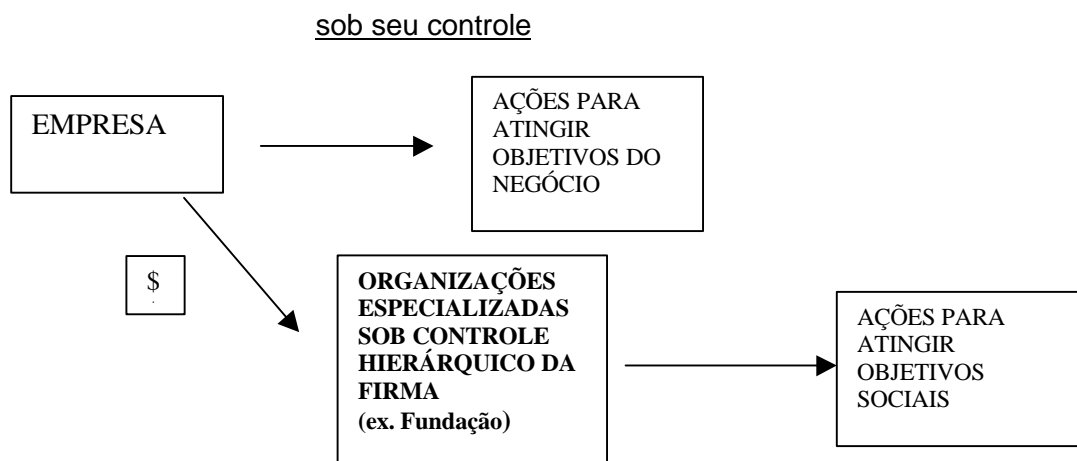 sob seu controle
EMPRESA
AÇÕES PARA
ATINGIR
OBJETIVOS DO
NEGÓCIO
$
ORGANIZAÇÕES
ESPECIALIZADAS
SOB CONTROLE
HIERÁRQUICO DA
FIRMA
(ex. Fundação)
AÇÕES PARA
ATINGIR
OBJETIVOS
SOCIAIS